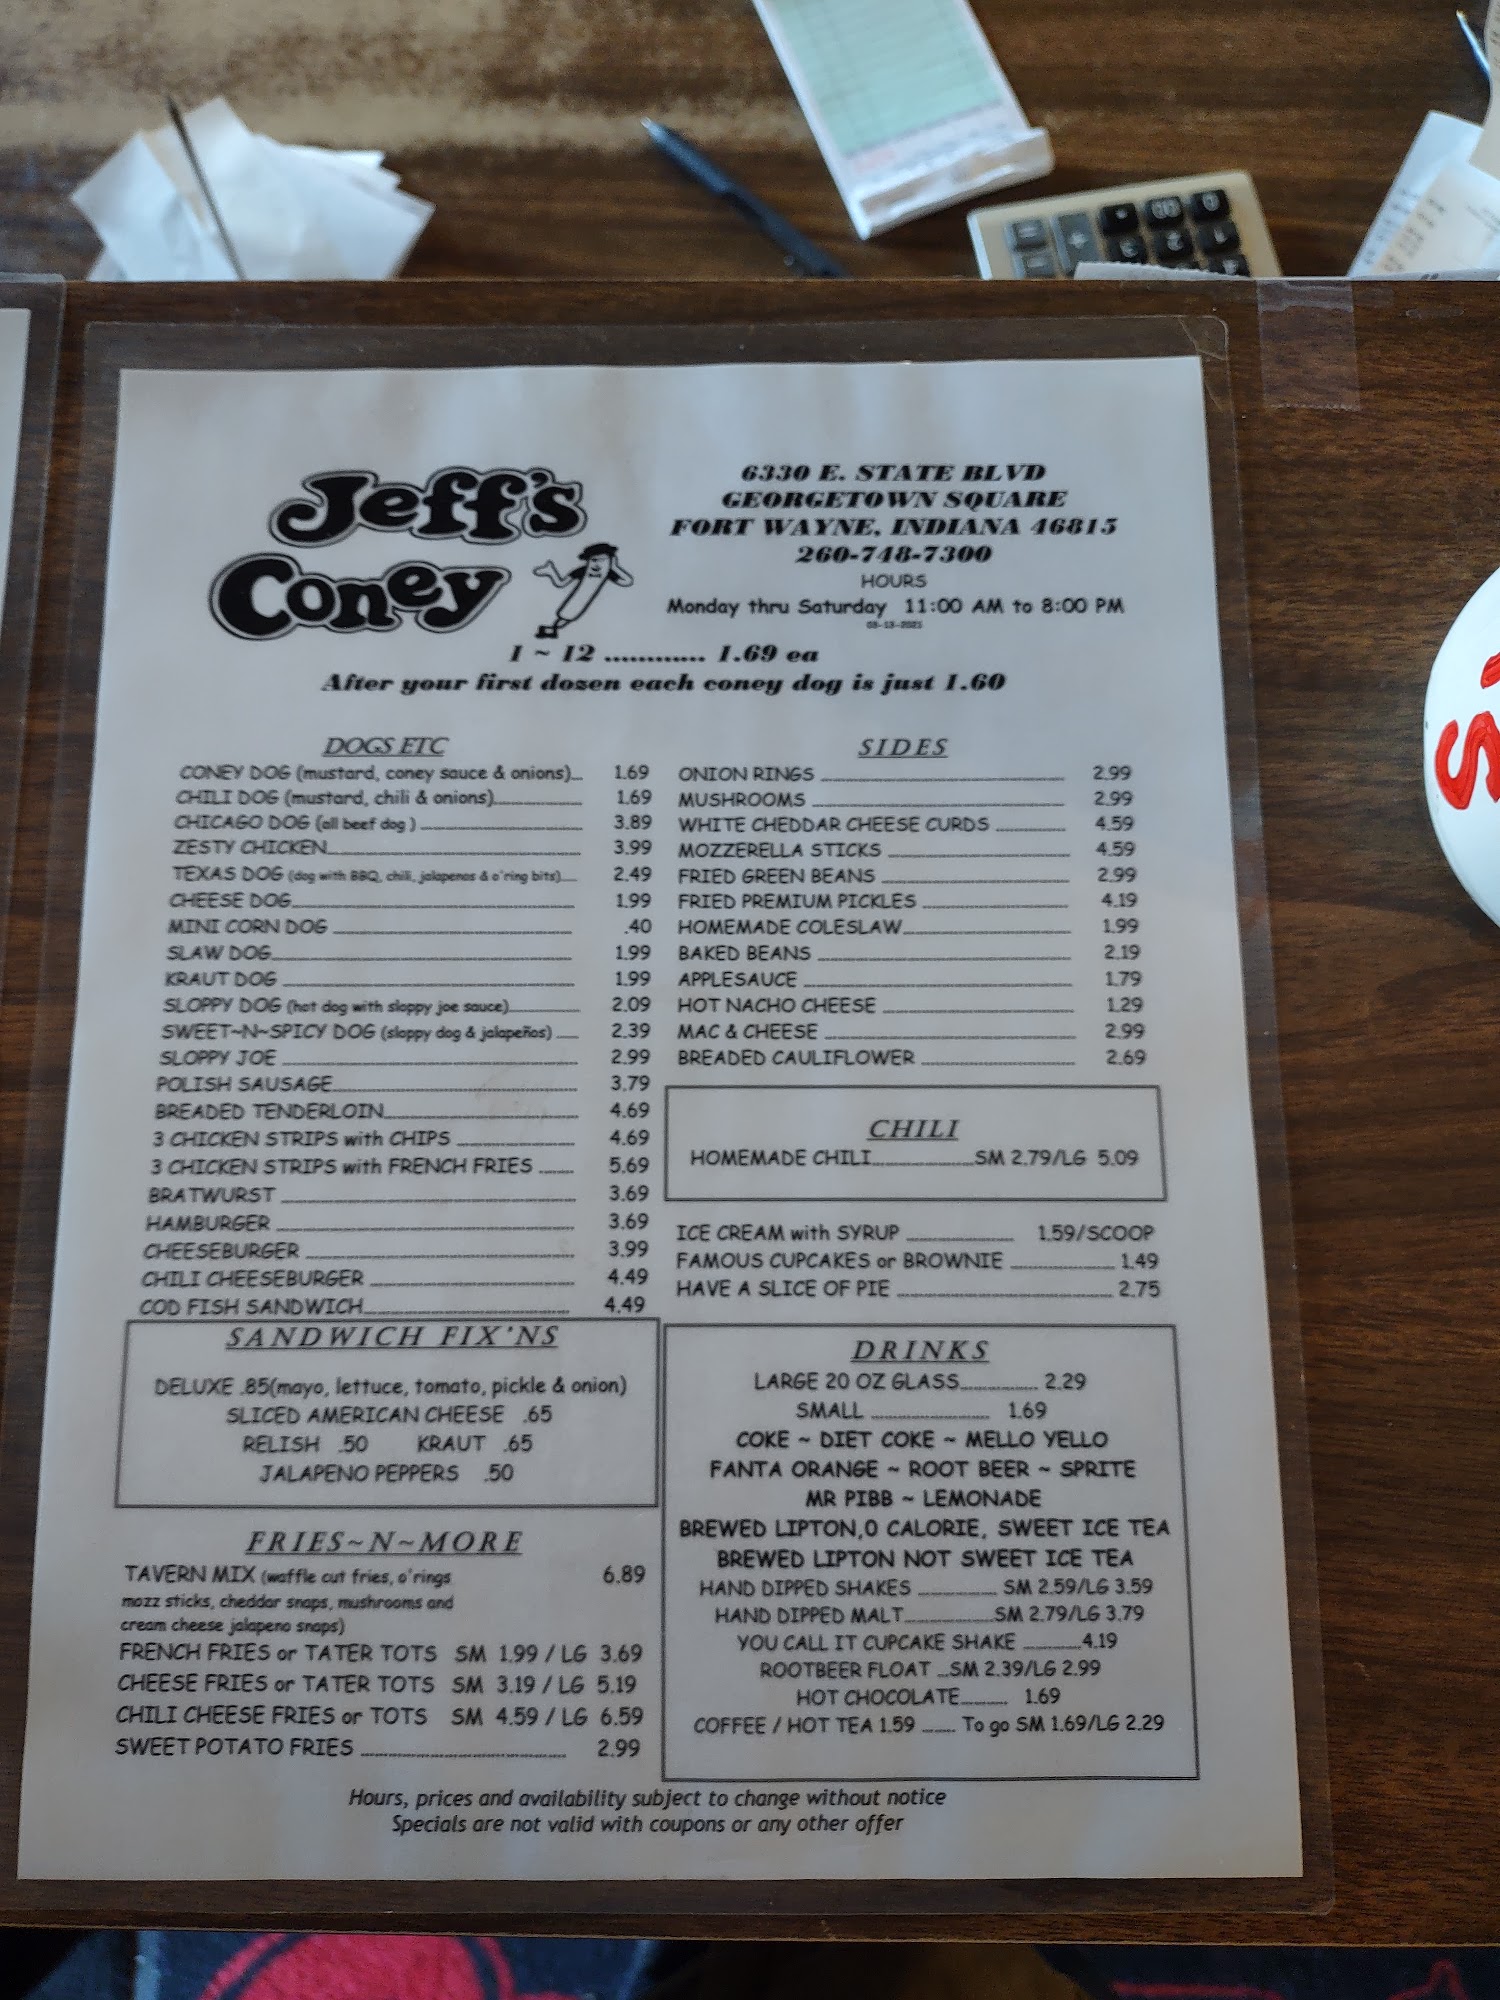 Jeff's
Coney
6330 E. STATE BLVD
GEORGETOWN SQUARE
FORT WAYNE, INDIANA 46815
260-748-7300
HOURS
Monday thru Saturday 11:00 AM to 8:00 PM
08-13-2021
1 ~ 12 ............ 1.69 ea
After your first dozen each coney dog is just 1.60
DOGS ETC
CONEY DOG (mustard, coney sauce & onions)... 1.69
CHILI DOG (mustard, chili & onions)... 1.69
CHICAGO DOG (all beef dog ) ... 3.89
ZESTY CHICKEN... 3.99
TEXAS DOG (dog with BBQ, chili, jalapenos & o'ring bits)... 2.49
CHEESE DOG... 1.99
MINI CORN DOG ... .40
SLAW DOG... 1.99
KRAUT DOG ... 1.99
SLOPPY DOG (hot dog with sloppy joe sauce)... 2.09
SWEET~N~SPICY DOG (sloppy dog & jalapeños) ... 2.39
SLOPPY JOE ... 2.99
POLISH SAUSAGE... 3.79
BREADED TENDERLOIN... 4.69
3 CHICKEN STRIPS with CHIPS ... 4.69
3 CHICKEN STRIPS with FRENCH FRIES ... 5.69
BRATWURST ... 3.69
HAMBURGER ... 3.69
CHEESEBURGER ... 3.99
CHILI CHEESEBURGER ... 4.49
COD FISH SANDWICH... 4.49
SANDWICH FIX'NS
DELUXE .85(mayo, lettuce, tomato, pickle & onion)
SLICED AMERICAN CHEESE .65
RELISH .50 KRAUT .65
JALAPENO PEPPERS .50
FRIES~N~MORE
TAVERN MIX (waffle cut fries, o'rings 6.89
mozz sticks, cheddar snaps, mushrooms and
cream cheese jalapeno snaps)
FRENCH FRIES or TATER TOTS SM 1.99 / LG 3.69
CHEESE FRIES or TATER TOTS SM 3.19 / LG 5.19
CHILI CHEESE FRIES or TOTS SM 4.59 / LG 6.59
SWEET POTATO FRIES ... 2.99
SIDES
ONION RINGS ... 2.99
MUSHROOMS ... 2.99
WHITE CHEDDAR CHEESE CURDS ... 4.59
MOZZERELLA STICKS ... 4.59
FRIED GREEN BEANS ... 2.99
FRIED PREMIUM PICKLES ... 4.19
HOMEMADE COLESLAW... 1.99
BAKED BEANS ... 2.19
APPLESAUCE ... 1.79
HOT NACHO CHEESE ... 1.29
MAC & CHEESE ... 2.99
BREADED CAULIFLOWER ... 2.69
CHILI
HOMEMADE CHILI...SM 2.79/LG 5.09
ICE CREAM with SYRUP ... 1.59/SCOOP
FAMOUS CUPCAKES or BROWNIE ... 1.49
HAVE A SLICE OF PIE ... 2.75
DRINKS
LARGE 20 OZ GLASS... 2.29
SMALL ... 1.69
COKE ~ DIET COKE ~ MELLO YELLO
FANTA ORANGE ~ ROOT BEER ~ SPRITE
MR PIBB ~ LEMONADE
BREWED LIPTON,0 CALORIE, SWEET ICE TEA
BREWED LIPTON NOT SWEET ICE TEA
HAND DIPPED SHAKES ... SM 2.59/LG 3.59
HAND DIPPED MALT...SM 2.79/LG 3.79
YOU CALL IT CUPCAKE SHAKE ...4.19
ROOTBEER FLOAT ...SM 2.39/LG 2.99
HOT CHOCOLATE... 1.69
COFFEE / HOT TEA 1.59 ... To go SM 1.69/LG 2.29
Hours, prices and availability subject to change without notice
Specials are not valid with coupons or any other offer